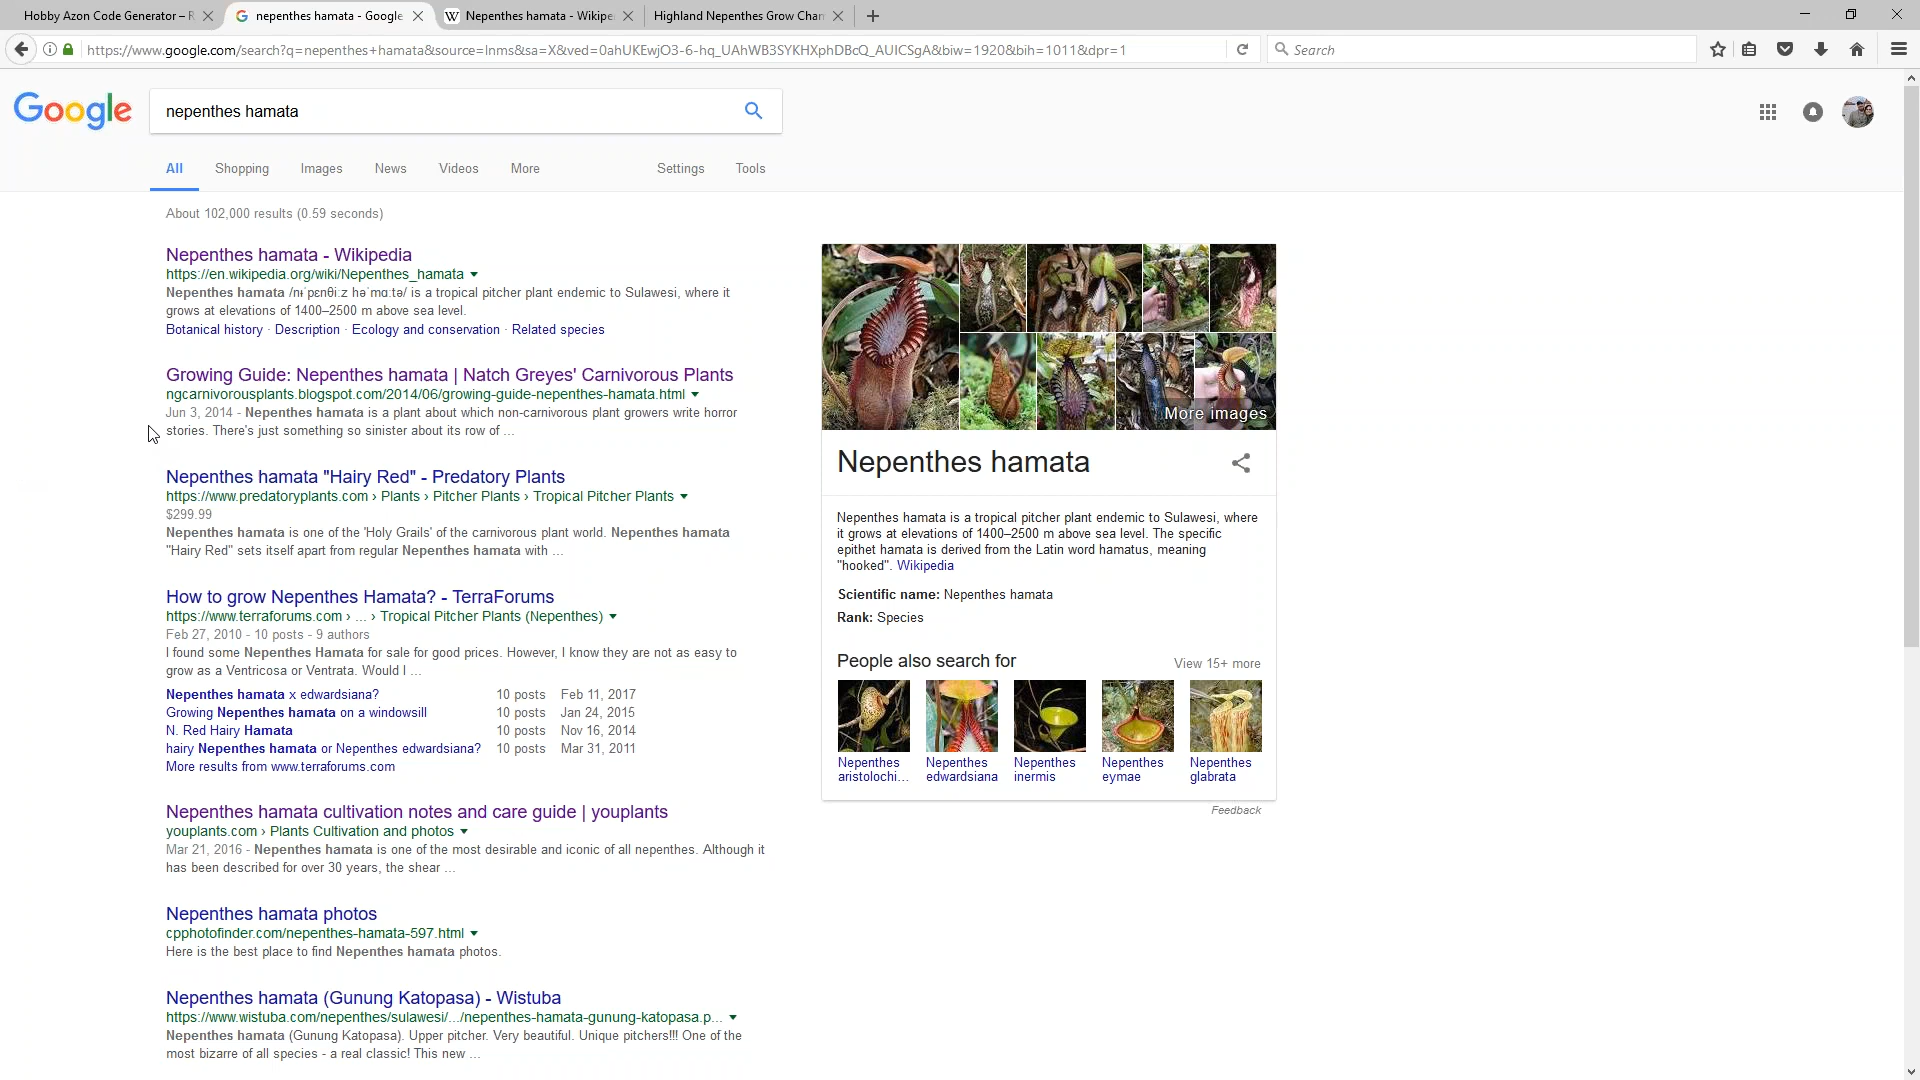 Hobby Azon Code Generator – R
nepenthes hamata - Google
Nepenthes hamata - Wikipe
Highland Nepenthes Grow Cham
https://www.google.com/search?q=nepenthes+hamata&source=lnms&sa=X&ved=0ahUKEwjO3-6-hq_UAhWB3SYKHXphDBcQ_AUICSgA&biw=1920&bih=1011&dpr=1
Search
Google
nepenthes hamata
All Shopping Images News Videos More Settings Tools
About 102,000 results (0.59 seconds)
Nepenthes hamata - Wikipedia
https://en.wikipedia.org/wiki/Nepenthes_hamata
Nepenthes hamata /nɪˈpɛnθiːz həˈmɑːtə/ is a tropical pitcher plant endemic to Sulawesi, where it
grows at elevations of 1400–2500 m above sea level.
Botanical history · Description · Ecology and conservation · Related species
Growing Guide: Nepenthes hamata | Natch Greyes' Carnivorous Plants
ngcarnivorousplants.blogspot.com/2014/06/growing-guide-nepenthes-hamata.html
Jun 3, 2014 - Nepenthes hamata is a plant about which non-carnivorous plant growers write horror
stories. There's just something so sinister about its row of ...
Nepenthes hamata "Hairy Red" - Predatory Plants
https://www.predatoryplants.com › Plants › Pitcher Plants › Tropical Pitcher Plants
$299.99
Nepenthes hamata is one of the 'Holy Grails' of the carnivorous plant world. Nepenthes hamata
"Hairy Red" sets itself apart from regular Nepenthes hamata with ...
How to grow Nepenthes Hamata? - TerraForums
https://www.terraforums.com › ... › Tropical Pitcher Plants (Nepenthes)
Feb 27, 2010 - 10 posts - 9 authors
I found some Nepenthes Hamata for sale for good prices. However, I know they are not as easy to
grow as a Ventricosa or Ventrata. Would I ...
Nepenthes hamata x edwardsiana? 10 posts Feb 11, 2017
Growing Nepenthes hamata on a windowsill 10 posts Jan 24, 2015
N. Red Hairy Hamata 10 posts Nov 16, 2014
hairy Nepenthes hamata or Nepenthes edwardsiana? 10 posts Mar 31, 2011
More results from www.terraforums.com
Nepenthes hamata cultivation notes and care guide | youplants
youplants.com › Plants Cultivation and photos
Mar 21, 2016 - Nepenthes hamata is one of the most desirable and iconic of all nepenthes. Although it
has been described for over 30 years, the shear ...
Nepenthes hamata photos
cpphotofinder.com/nepenthes-hamata-597.html
Here is the best place to find Nepenthes hamata photos.
Nepenthes hamata (Gunung Katopasa) - Wistuba
https://www.wistuba.com/nepenthes/sulawesi/.../nepenthes-hamata-gunung-katopasa.p...
Nepenthes hamata (Gunung Katopasa). Upper pitcher. Very beautiful. Unique pitchers!!! One of the
most bizarre of all species - a real classic! This new ...
More images
Nepenthes hamata
Nepenthes hamata is a tropical pitcher plant endemic to Sulawesi, where
it grows at elevations of 1400–2500 m above sea level. The specific
epithet hamata is derived from the Latin word hamatus, meaning
"hooked". Wikipedia
Scientific name: Nepenthes hamata
Rank: Species
People also search for View 15+ more
Nepenthes aristolochi...
Nepenthes edwardsiana
Nepenthes inermis
Nepenthes eymae
Nepenthes glabrata
Feedback